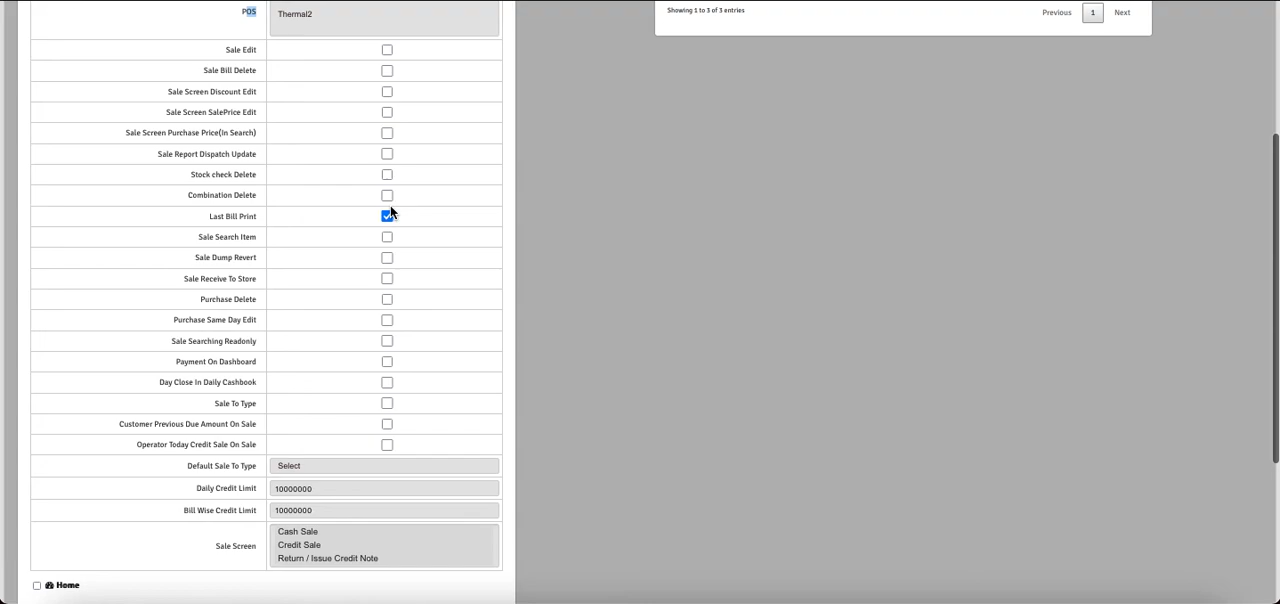 POS
Thermal2
Showing 1 to 3 of 3 entries
Previous 1 Next
Sale Edit
Sale Bill Delete
Sale Screen Discount Edit
Sale Screen SalePrice Edit
Sale Screen Purchase Price(In Search)
Sale Report Dispatch Update
Stock check Delete
Combination Delete
Last Bill Print
Sale Search Item
Sale Dump Revert
Sale Receive To Store
Purchase Delete
Purchase Same Day Edit
Sale Searching Readonly
Payment On Dashboard
Day Close In Daily Cashbook
Sale To Type
Customer Previous Due Amount On Sale
Operator Today Credit Sale On Sale
Default Sale To Type Select
Daily Credit Limit 10000000
Bill Wise Credit Limit 10000000
Sale Screen
Cash Sale
Credit Sale
Return / Issue Credit Note
Home